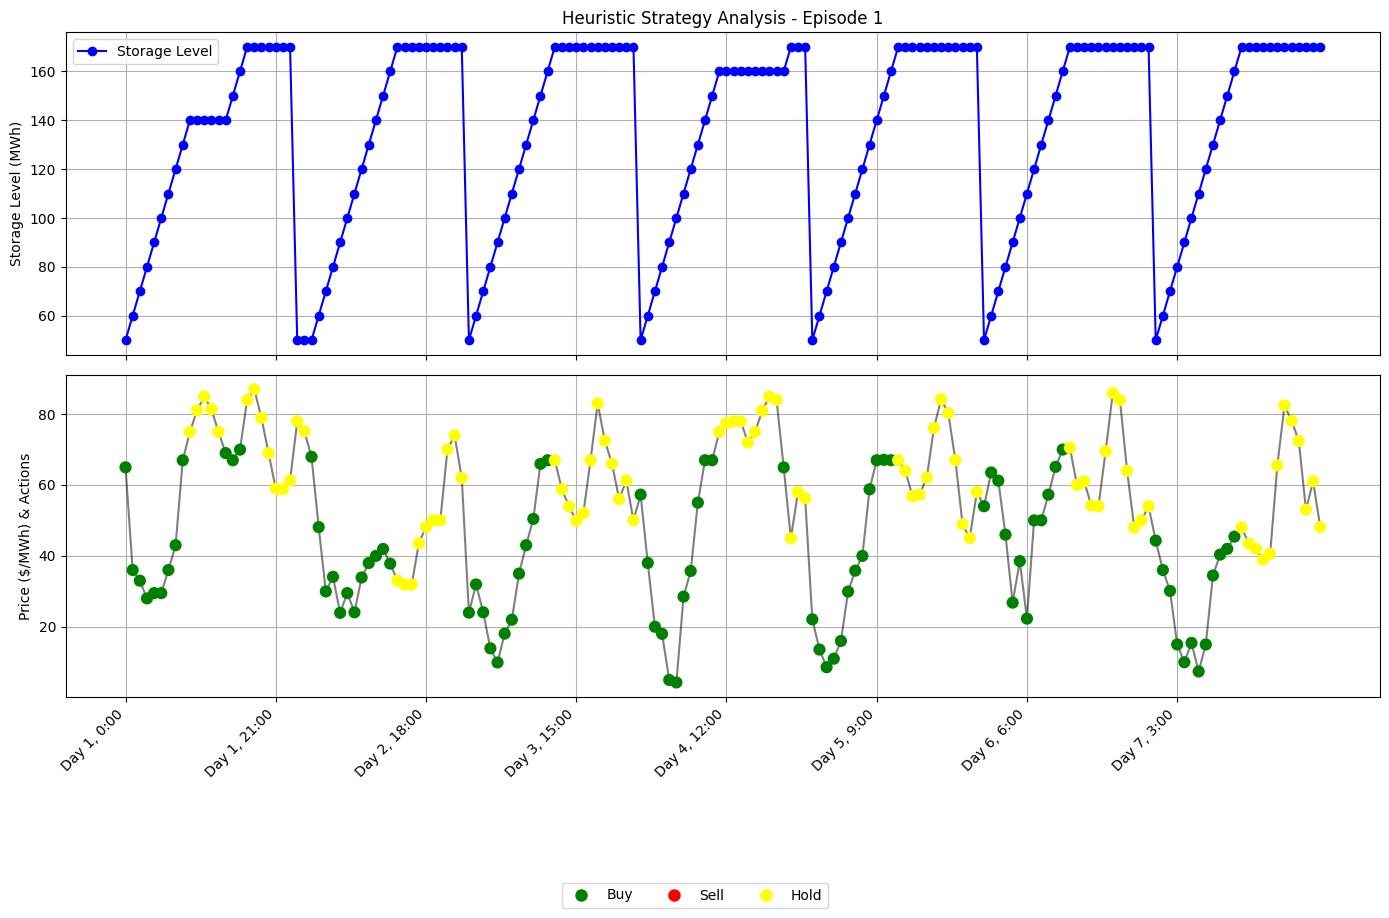 Heuristic Strategy Analysis - Episode 1
Storage Level
Storage Level (MWh)
160
140
120
100
80
60
Price ($/MWh) & Actions
80
60
40
20
Day 1, 0:00
Day 1, 21:00
Day 2, 18:00
Day 3, 15:00
Day 4, 12:00
Day 5, 9:00
Day 6, 6:00
Day 7, 3:00
Buy Sell Hold